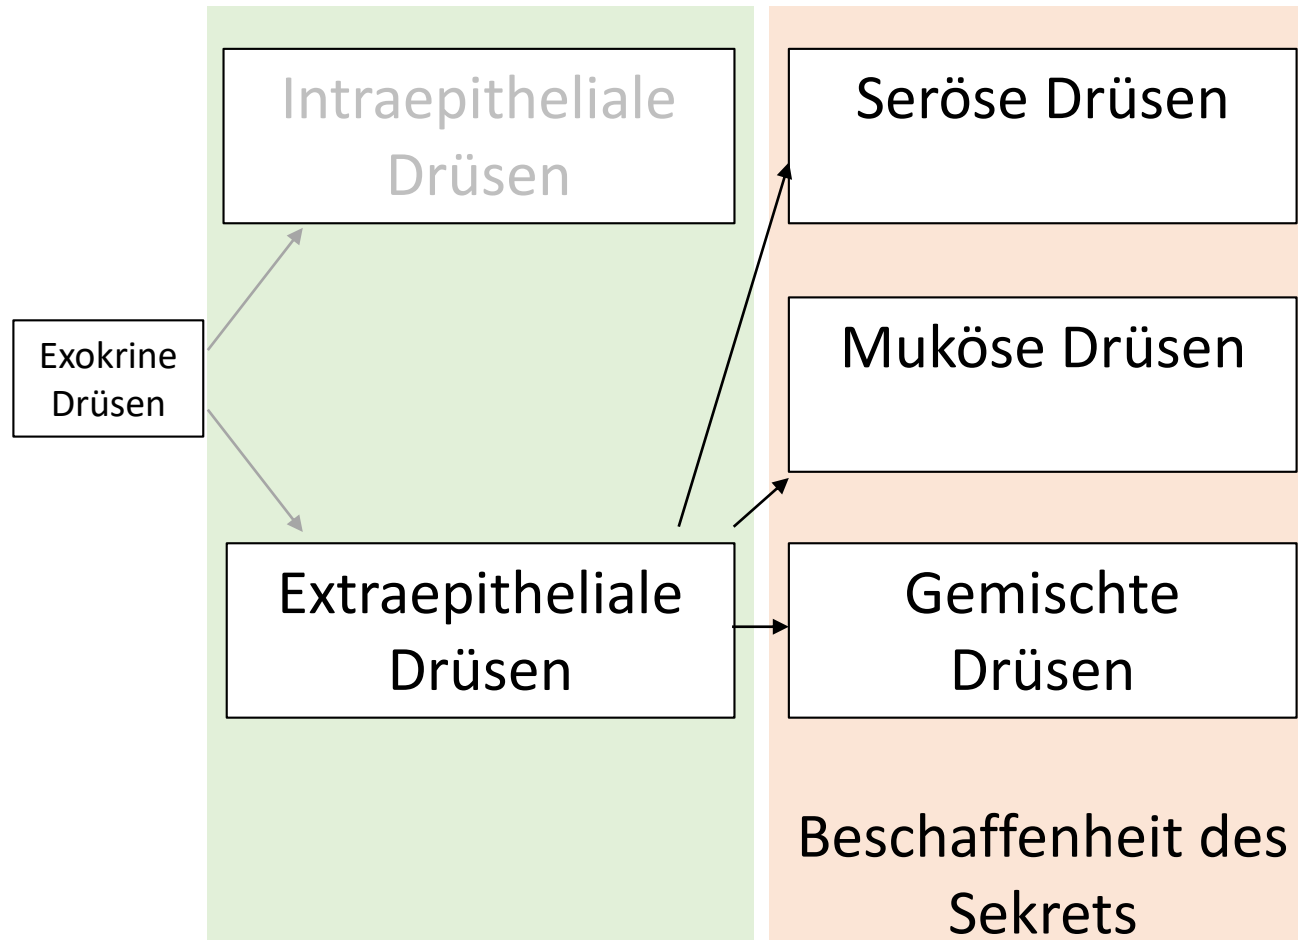 Exokrine
Drüsen
Intraepitheliale
Drüsen
Extraepitheliale
Drüsen
Seröse Drüsen
Muköse Drüsen
Gemischte
Drüsen
Beschaffenheit des
Sekrets